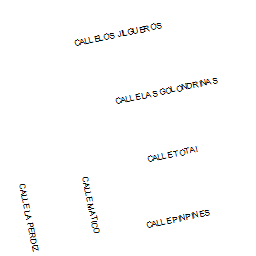 CALLE LOS JILGUEROS
CALLE LAS GOLONDRINAS
CALLE TOTAI
CALLE LA PERDIZ
CALLE MATICO
CALLE PINPINES